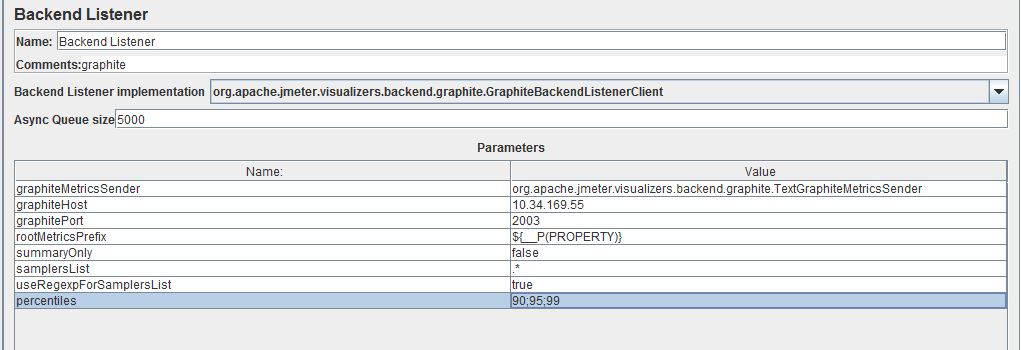 Backend Listener
Name: Backend Listener
Comments:graphite
Backend Listener implementation org.apache.jmeter.visualizers.backend.graphite.GraphiteBackendListenerClient
Async Queue size 5000
Parameters
Name: Value
graphiteMetricsSender org.apache.jmeter.visualizers.backend.graphite.TextGraphiteMetricsSender
graphiteHost 10.34.169.55
graphitePort 2003
rootMetricsPrefix ${__P(PROPERTY)}
summaryOnly false
samplersList .*
useRegexpForSamplersList true
percentiles 90;95;99